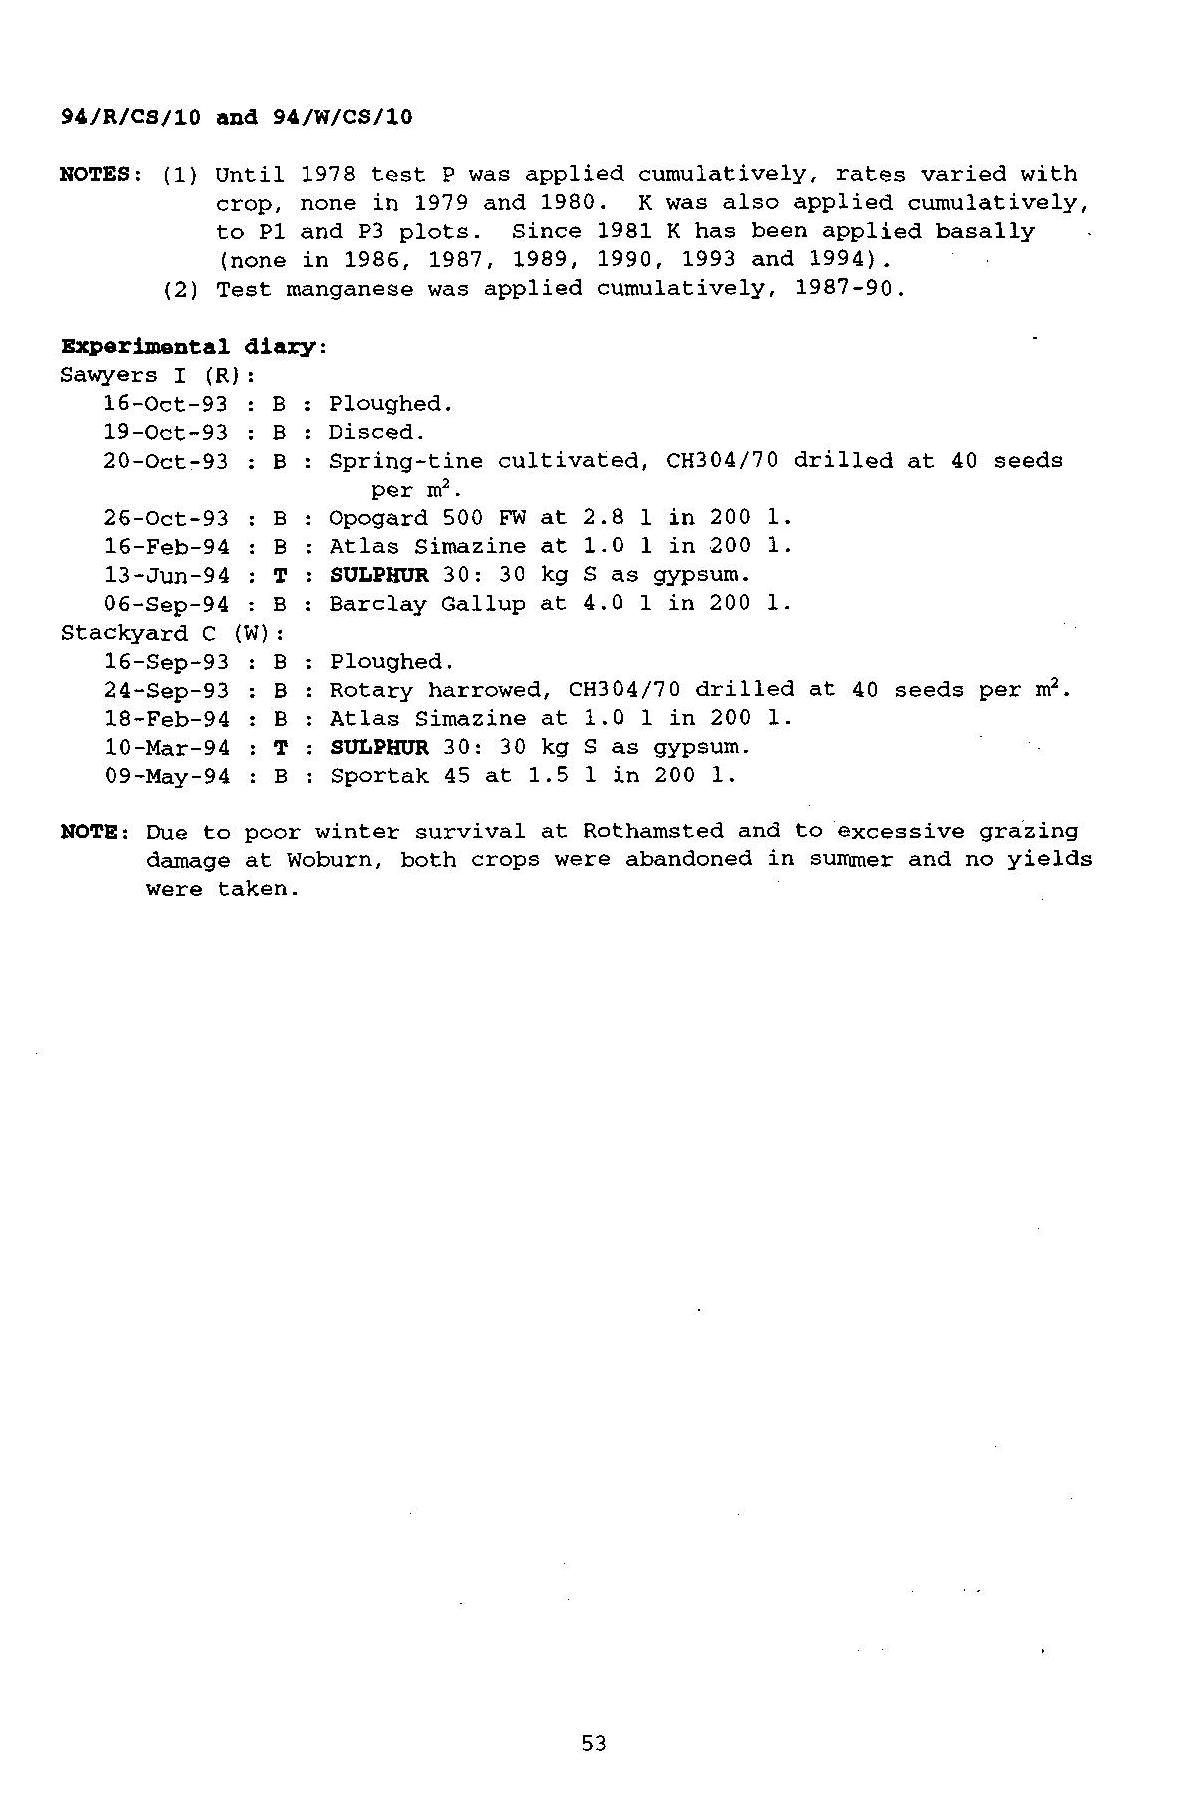 94/R/CS/10 and 94/W/CS/10
NOTES: (1) Until 1978 test P was applied cumulatively, rates varied with
crop, none in 1979 and 1980. K was also applied cumulatively,
to P1 and P3 plots. Since 1981 K has been applied basally
(none in 1986, 1987, 1989, 1990, 1993 and 1994).
(2) Test manganese was applied cumulatively, 1987-90.
Experimental diary:
Sawyers I (R):
16-Oct-93 : B : Ploughed.
19-Oct-93 : B : Disced.
20-Oct-93 : B : Spring-tine cultivated, CH304/70 drilled at 40 seeds
per m².
26-Oct-93 : B : Opogard 500 FW at 2.8 l in 200 l.
16-Feb-94 : B : Atlas Simazine at 1.0 l in 200 l.
13-Jun-94 : T : SULPHUR 30: 30 kg S as gypsum.
06-Sep-94 : B : Barclay Gallup at 4.0 l in 200 l.
Stackyard C (W):
16-Sep-93 : B : Ploughed.
24-Sep-93 : B : Rotary harrowed, CH304/70 drilled at 40 seeds per m².
18-Feb-94 : B : Atlas Simazine at 1.0 l in 200 l.
10-Mar-94 : T : SULPHUR 30: 30 kg S as gypsum.
09-May-94 : B : Sportak 45 at 1.5 l in 200 l.
NOTE: Due to poor winter survival at Rothamsted and to excessive grazing
damage at Woburn, both crops were abandoned in summer and no yields
were taken.
53